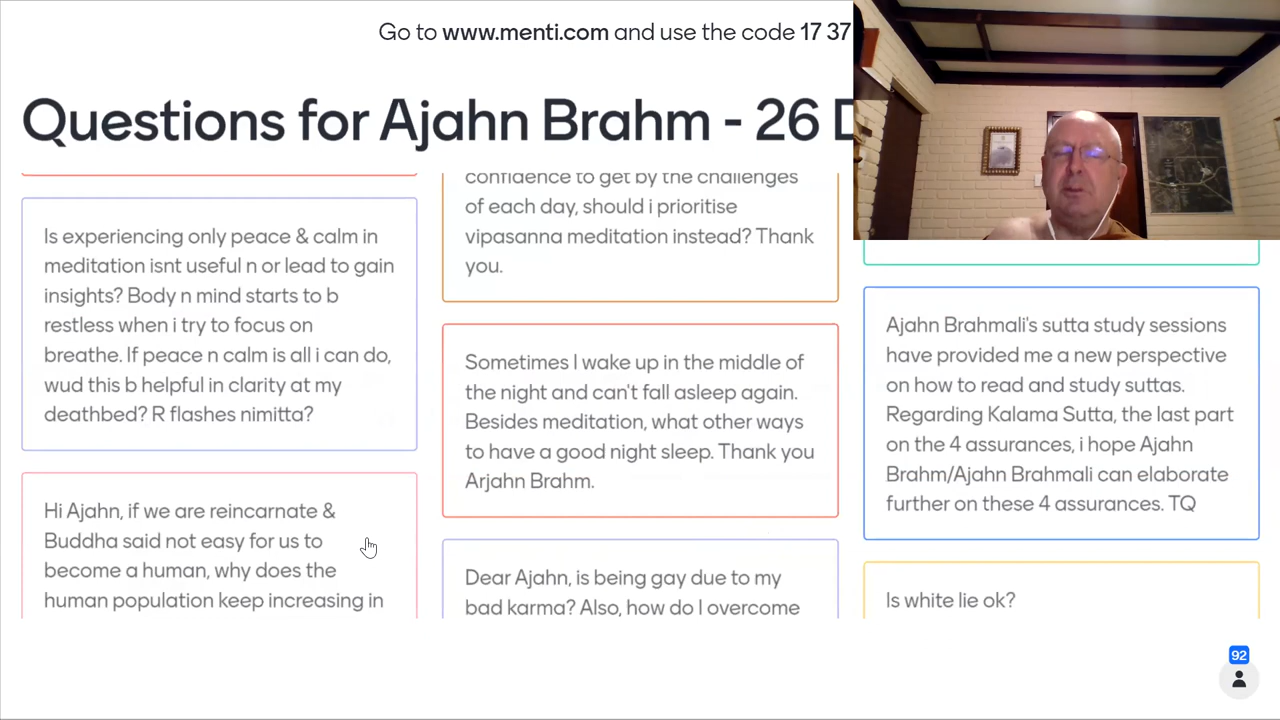 Go to www.menti.com and use the code 17 37
Questions for Ajahn Brahm - 26 D
Is experiencing only peace & calm in
meditation isnt useful n or lead to gain
insights? Body n mind starts to b
restless when i try to focus on
breathe. If peace n calm is all i can do,
wud this b helpful in clarity at my
deathbed? R flashes nimitta?
Hi Ajahn, if we are reincarnate &
Buddha said not easy for us to
become a human, why does the
human population keep increasing in
confidence to get by the challenges
of each day, should i prioritise
vipasanna meditation instead? Thank
you.
Sometimes I wake up in the middle of
the night and can't fall asleep again.
Besides meditation, what other ways
to have a good night sleep. Thank you
Arjahn Brahm.
Dear Ajahn, is being gay due to my
bad karma? Also, how do I overcome
Ajahn Brahmali's sutta study sessions
have provided me a new perspective
on how to read and study suttas.
Regarding Kalama Sutta, the last part
on the 4 assurances, i hope Ajahn
Brahm/Ajahn Brahmali can elaborate
further on these 4 assurances. TQ
Is white lie ok?
92